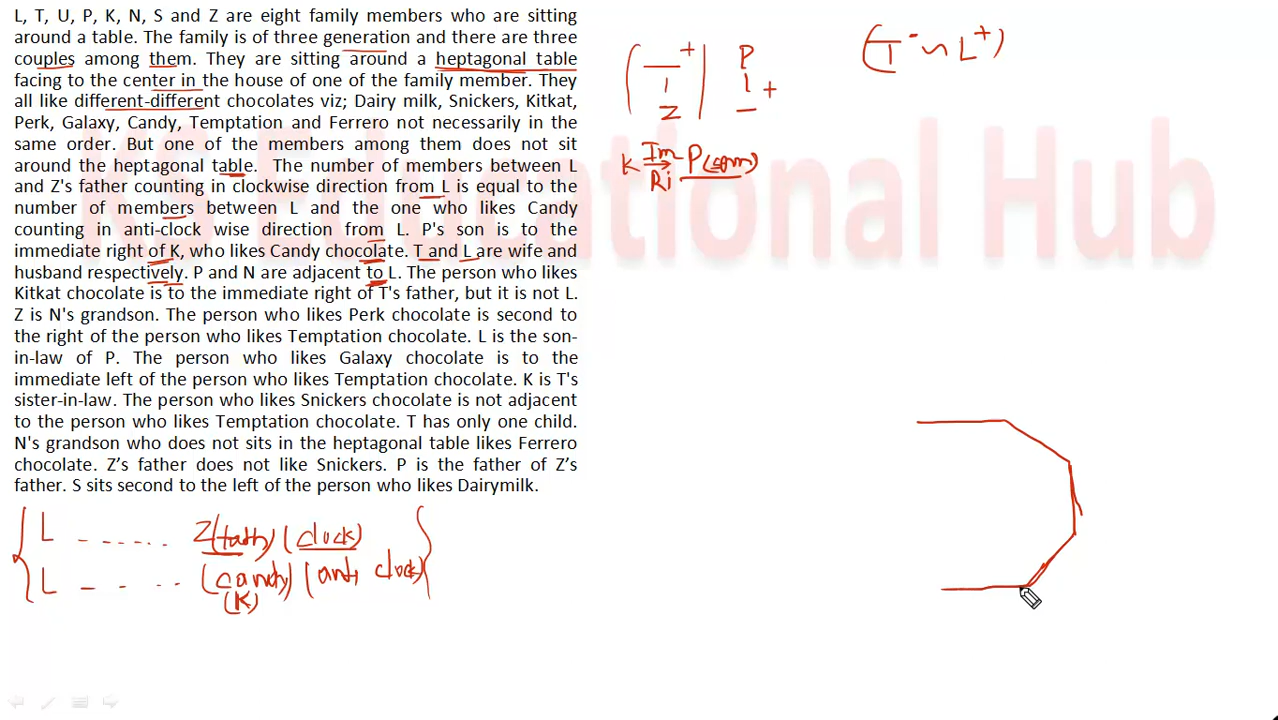 L, T, U, P, K, N, S and Z are eight family members who are sitting
around a table. The family is of three generation and there are three
couples among them. They are sitting around a heptagonal table
facing to the center in the house of one of the family member. They
all like different-different chocolates viz; Dairy milk, Snickers, Kitkat,
Perk, Galaxy, Candy, Temptation and Ferrero not necessarily in the
same order. But one of the members among them does not sit
around the heptagonal table. The number of members between L
and Z's father counting in clockwise direction from L is equal to the
number of members between L and the one who likes Candy
counting in anti-clock wise direction from L. P's son is to the
immediate right of K, who likes Candy chocolate. T and L are wife and
husband respectively. P and N are adjacent to L. The person who likes
Kitkat chocolate is to the immediate right of T's father, but it is not L.
Z is N's grandson. The person who likes Perk chocolate is second to
the right of the person who likes Temptation chocolate. L is the son-
in-law of P. The person who likes Galaxy chocolate is to the
immediate left of the person who likes Temptation chocolate. K is T's
sister-in-law. The person who likes Snickers chocolate is not adjacent
to the person who likes Temptation chocolate. T has only one child.
N's grandson who does not sits in the heptagonal table likes Ferrero
chocolate. Z's father does not like Snickers. P is the father of Z's
father. S sits second to the left of the person who likes Dairymilk.
L - - - - - - Z(fath) (clock)
L - - - - (candy) (anti clock)
(K)
+ P
Z
+
K Im Ri P(son)
(T⁻ ~ L⁺)
KS Educational Hub